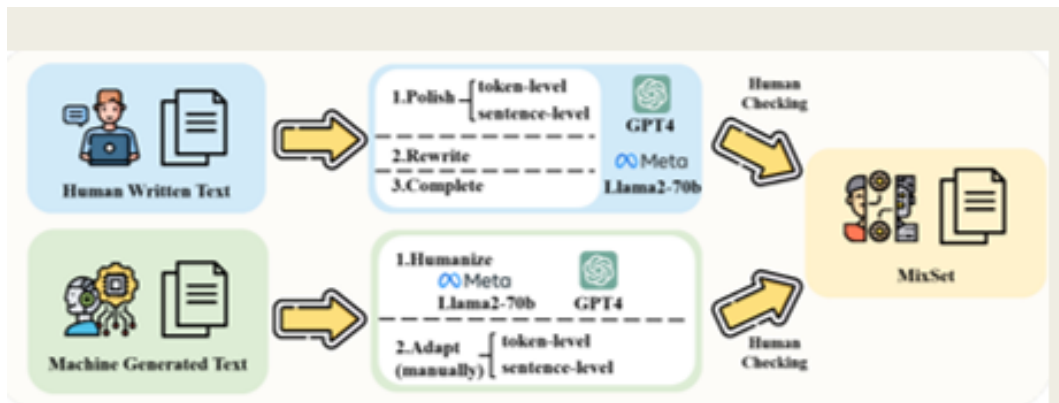 Human Written Text
1.Polish
token-level
sentence-level
2.Rewrite
3.Complete
GPT4
Meta
Llama2-70b
Human
Checking
Machine Generated Text
1.Humanize
Meta
Llama2-70b
GPT4
2.Adapt
(manually)
token-level
sentence-level
Human
Checking
MixSet